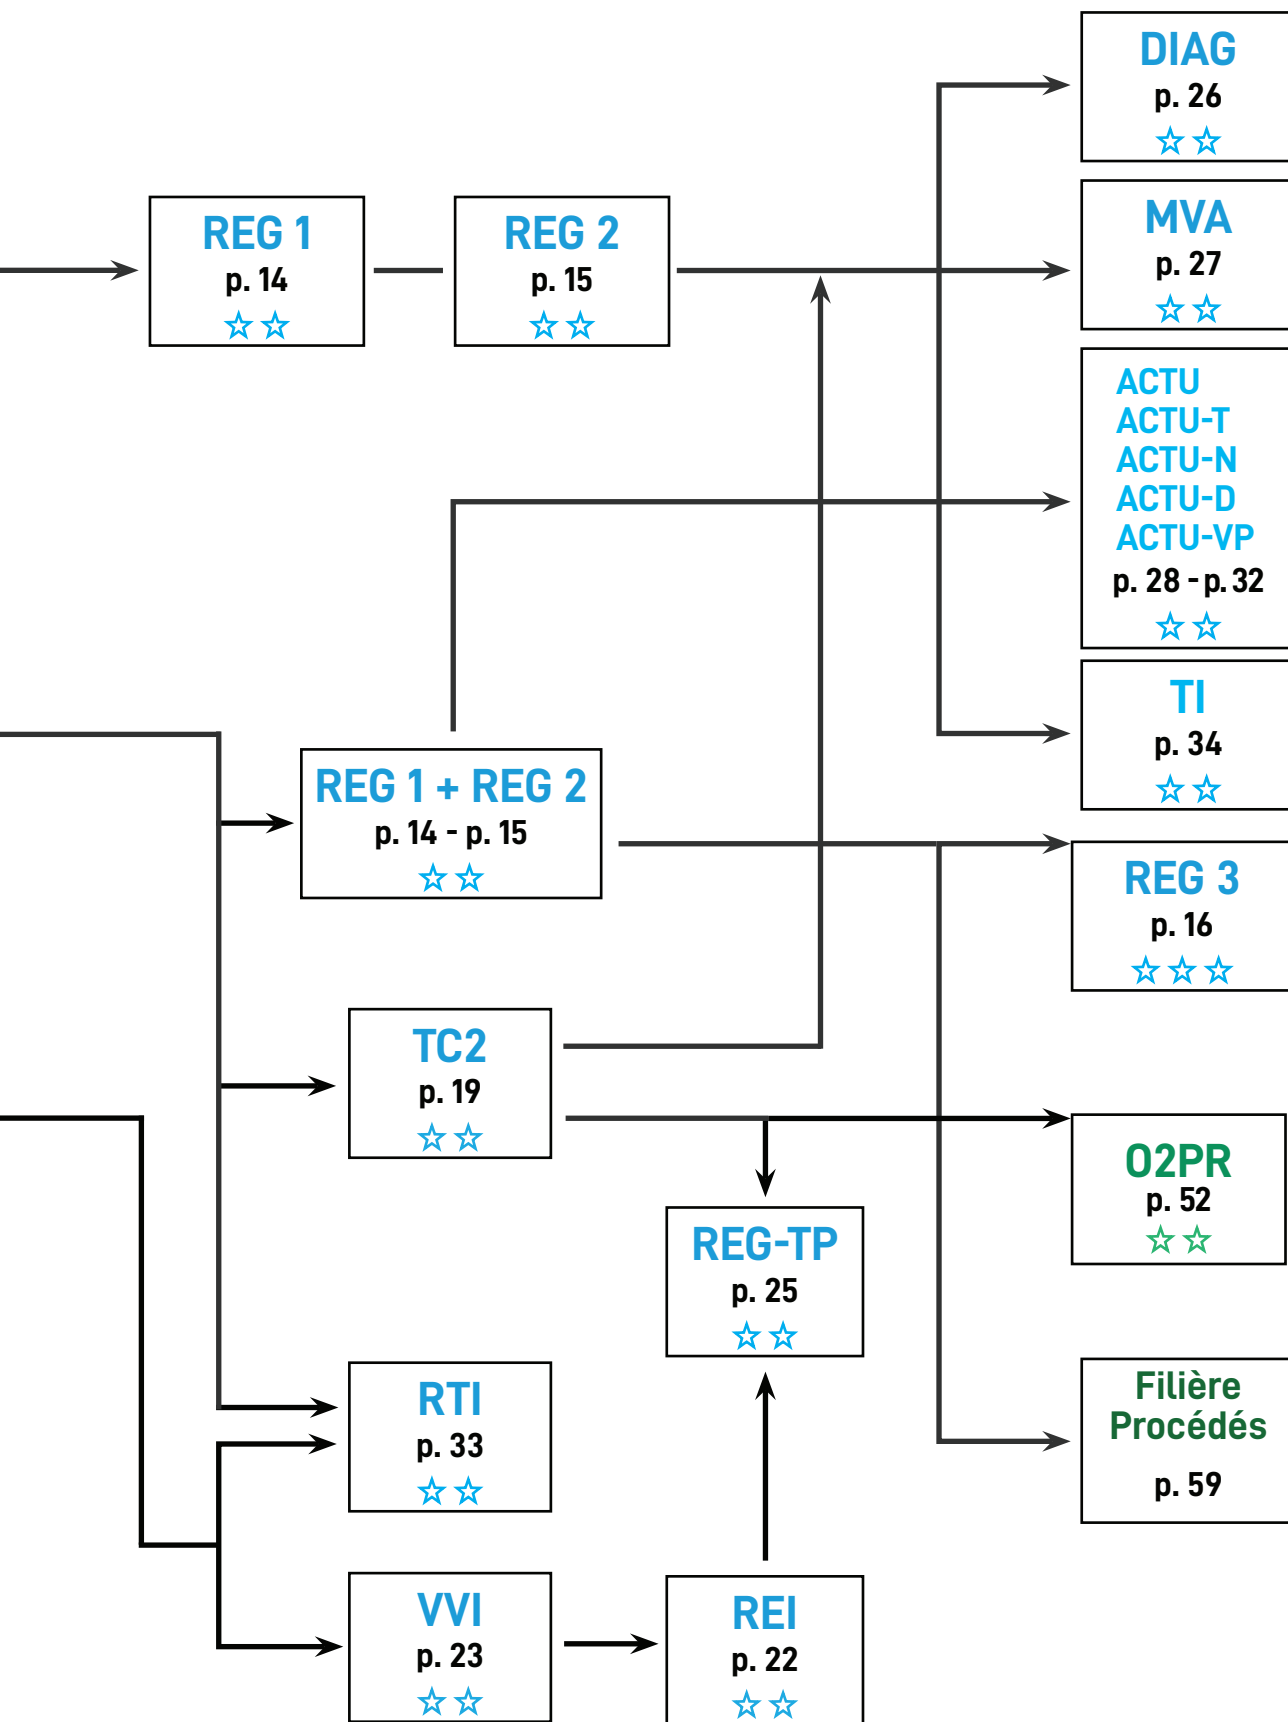 DIAG
p. 26
☆☆
REG 1
p. 14
☆☆
REG 2
p. 15
☆☆
MVA
p. 27
☆☆
ACTU
ACTU-T
ACTU-N
ACTU-D
ACTU-VP
p. 28 - p. 32
☆☆
TI
p. 34
☆☆
REG 1 + REG 2
p. 14 - p. 15
☆☆
REG 3
p. 16
☆☆☆
TC2
p. 19
☆☆
O2PR
p. 52
☆☆
REG-TP
p. 25
☆☆
RTI
p. 33
☆☆
Filière
Procédés
p. 59
VVI
p. 23
☆☆
REI
p. 22
☆☆